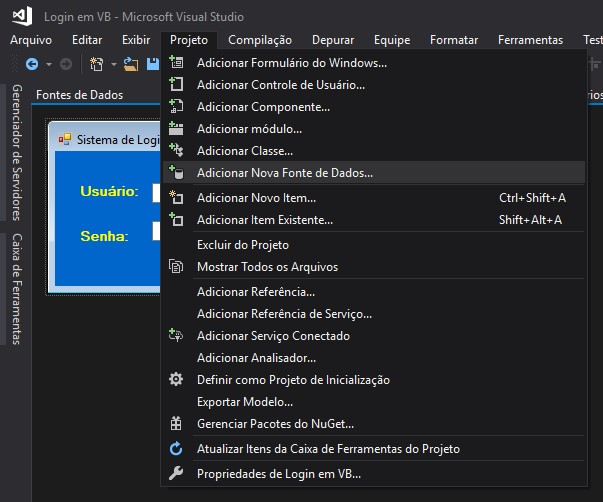 Login em VB - Microsoft Visual Studio
Arquivo Editar Exibir Projeto Compilação Depurar Equipe Formatar Ferramentas
Fontes de Dados
Gerenciador de Servidores
Caixa de Ferramentas
Usuário:
Senha:
Adicionar Formulário do Windows...
Adicionar Controle de Usuário...
Adicionar Componente...
Adicionar módulo...
Adicionar Classe...
Adicionar Nova Fonte de Dados...
Adicionar Novo Item... Ctrl+Shift+A
Adicionar Item Existente... Shift+Alt+A
Excluir do Projeto
Mostrar Todos os Arquivos
Adicionar Referência...
Adicionar Referência de Serviço...
Adicionar Serviço Conectado
Adicionar Analisador...
Definir como Projeto de Inicialização
Exportar Modelo...
Gerenciar Pacotes do NuGet...
Atualizar Itens da Caixa de Ferramentas do Projeto
Propriedades de Login em VB...